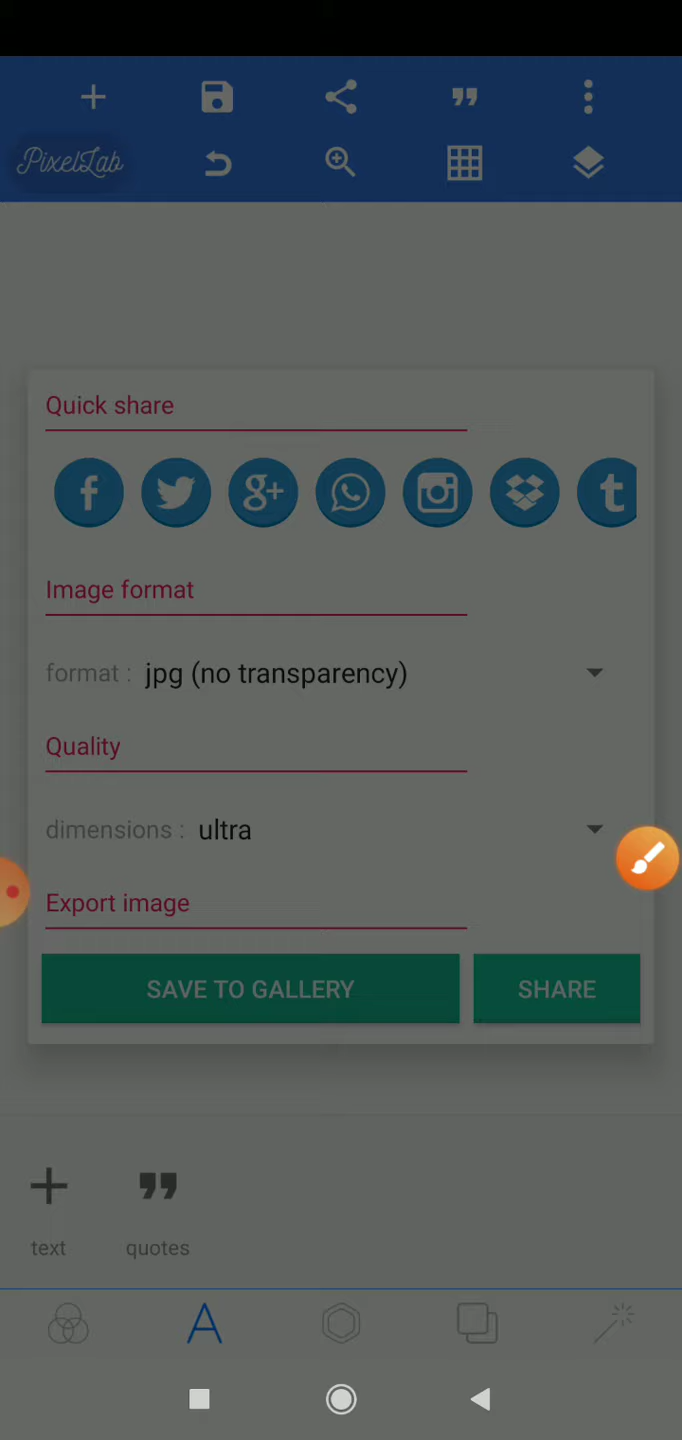 PixelLab
Quick share
Image format
format : jpg (no transparency)
Quality
dimensions : ultra
Export image
SAVE TO GALLERY SHARE
text quotes